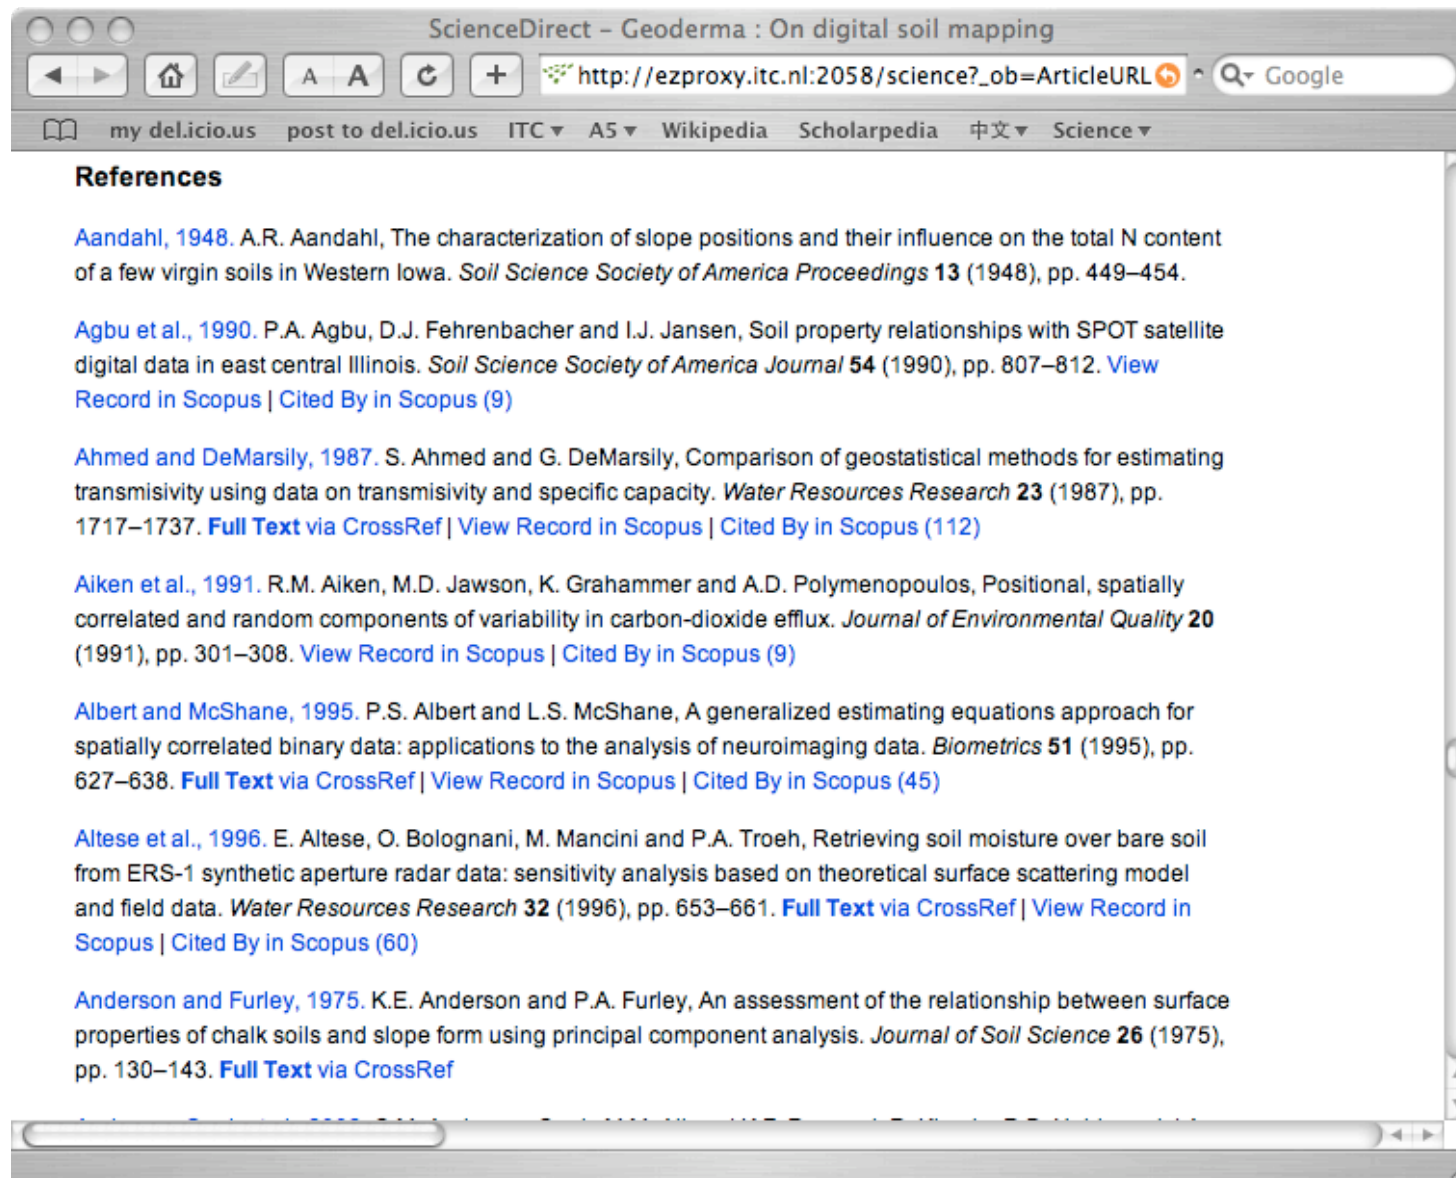 ScienceDirect – Geoderma : On digital soil mapping
A A + http://ezproxy.itc.nl:2058/science?_ob=ArticleURL Google
my del.icio.us post to del.icio.us ITC A5 Wikipedia Scholarpedia 中文 Science
References
Aandahl, 1948. A.R. Aandahl, The characterization of slope positions and their influence on the total N content
of a few virgin soils in Western Iowa. Soil Science Society of America Proceedings 13 (1948), pp. 449–454.
Agbu et al., 1990. P.A. Agbu, D.J. Fehrenbacher and I.J. Jansen, Soil property relationships with SPOT satellite
digital data in east central Illinois. Soil Science Society of America Journal 54 (1990), pp. 807–812. View
Record in Scopus | Cited By in Scopus (9)
Ahmed and DeMarsily, 1987. S. Ahmed and G. DeMarsily, Comparison of geostatistical methods for estimating
transmisivity using data on transmisivity and specific capacity. Water Resources Research 23 (1987), pp.
1717–1737. Full Text via CrossRef | View Record in Scopus | Cited By in Scopus (112)
Aiken et al., 1991. R.M. Aiken, M.D. Jawson, K. Grahammer and A.D. Polymenopoulos, Positional, spatially
correlated and random components of variability in carbon-dioxide efflux. Journal of Environmental Quality 20
(1991), pp. 301–308. View Record in Scopus | Cited By in Scopus (9)
Albert and McShane, 1995. P.S. Albert and L.S. McShane, A generalized estimating equations approach for
spatially correlated binary data: applications to the analysis of neuroimaging data. Biometrics 51 (1995), pp.
627–638. Full Text via CrossRef | View Record in Scopus | Cited By in Scopus (45)
Altese et al., 1996. E. Altese, O. Bolognani, M. Mancini and P.A. Troeh, Retrieving soil moisture over bare soil
from ERS-1 synthetic aperture radar data: sensitivity analysis based on theoretical surface scattering model
and field data. Water Resources Research 32 (1996), pp. 653–661. Full Text via CrossRef | View Record in
Scopus | Cited By in Scopus (60)
Anderson and Furley, 1975. K.E. Anderson and P.A. Furley, An assessment of the relationship between surface
properties of chalk soils and slope form using principal component analysis. Journal of Soil Science 26 (1975),
pp. 130–143. Full Text via CrossRef